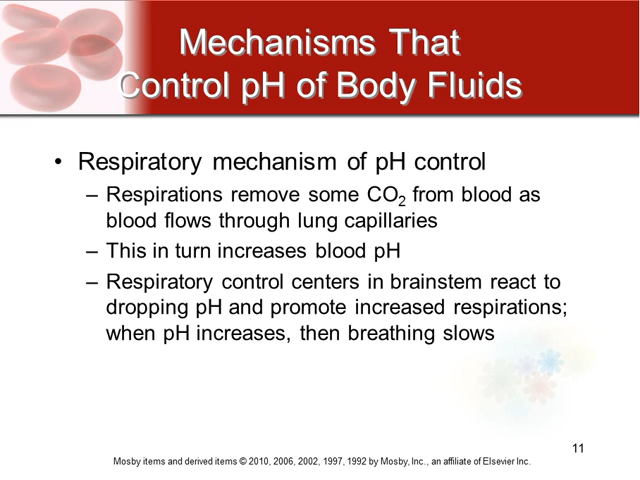 Mechanisms That
Control pH of Body Fluids
• Respiratory mechanism of pH control
– Respirations remove some CO₂ from blood as
blood flows through lung capillaries
– This in turn increases blood pH
– Respiratory control centers in brainstem react to
dropping pH and promote increased respirations;
when pH increases, then breathing slows
11
Mosby items and derived items © 2010, 2006, 2002, 1997, 1992 by Mosby, Inc., an affiliate of Elsevier Inc.